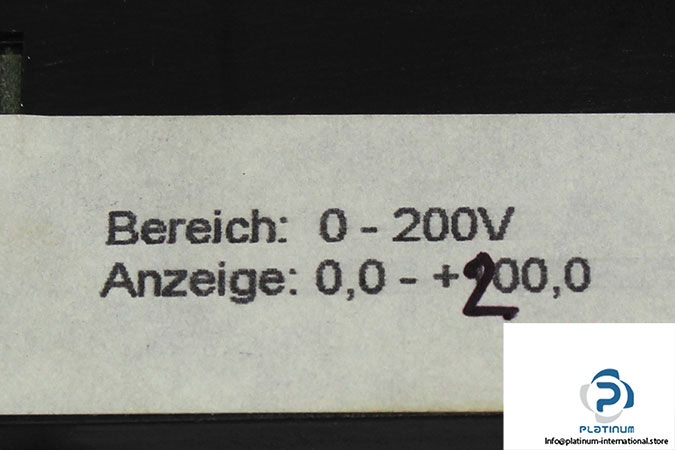 Bereich: 0 - 200V
Anzeige: 0,0 - +200,0
PLATINUM
Info@platinum-international.store